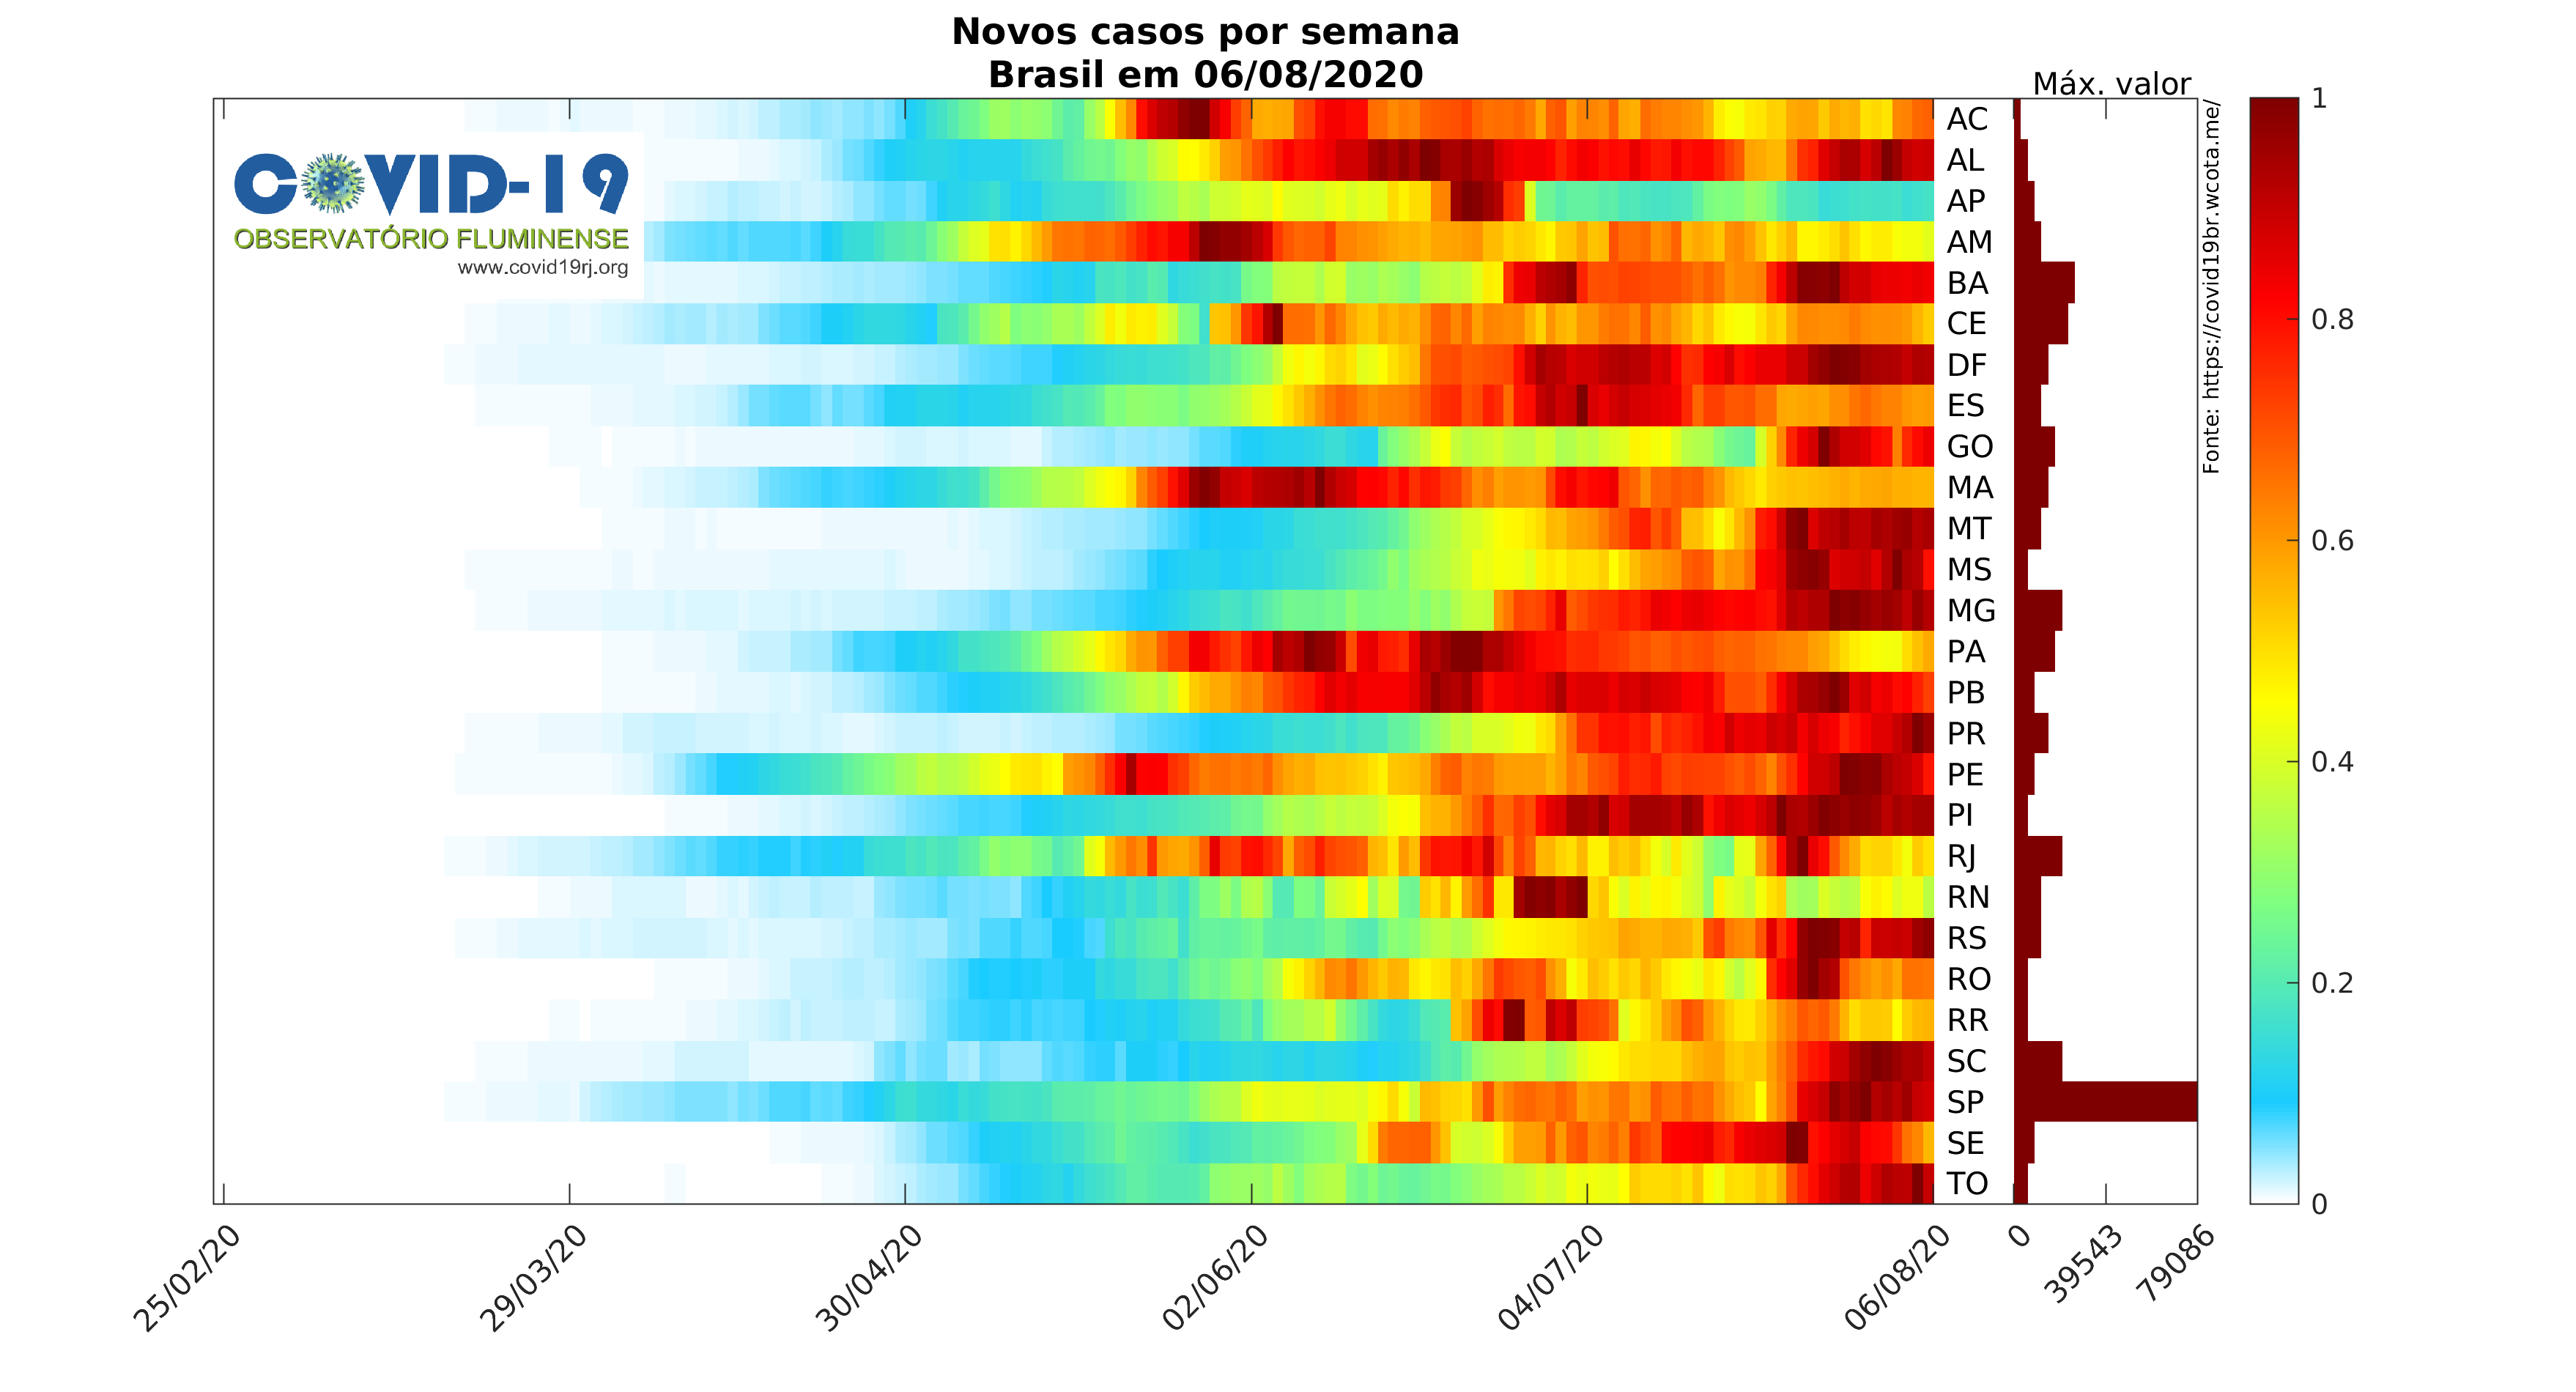 Novos casos por semana
Brasil em 06/08/2020
Máx. valor
COVID-19
OBSERVATÓRIO FLUMINENSE
www.covid19rj.org
AC
AL
AP
AM
BA
CE
DF
ES
GO
MA
MT
MS
MG
PA
PB
PR
PE
PI
RJ
RN
RS
RO
RR
SC
SP
SE
TO
Fonte: https://covid19br.wcota.me/
1
0.8
0.6
0.4
0.2
0
25/02/20
29/03/20
30/04/20
02/06/20
04/07/20
06/08/20
0
39543
79086